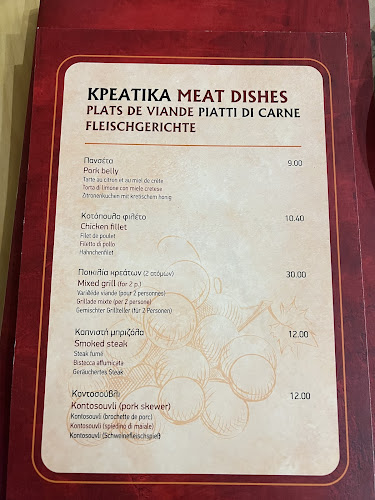 ΚΡΕΑΤΙΚΑ MEAT DISHES
PLATS DE VIANDE PIATTI DI CARNE
FLEISCHGERICHTE
Πανσέτα 9.00
Pork belly
Tarte au citron et au miel de crète
Torta di limone con miele cretese
Zitronenkuchen mit kretischem honig
Κοτόπουλο φιλέτο 10.40
Chicken fillet
Filet de poulet
Filetto di pollo
Hähnchenfilet
Ποικιλία κρεάτων (2 ατόμων) 30.00
Mixed grill (for 2 p.)
Variétéde viande (pour 2 personnes)
Grillade mixte (per 2 persone)
Gemischter Grillteller (für 2 Personen)
Καπνιστή μπριζόλα 12.00
Smoked steak
Steak fumé
Bistecca affumicata
Geräuchertes Steak
Κοντοσούβλι 12.00
Kontosouvli (pork skewer)
Kontosouvli (brochette de porc)
Kontosouvli (spiedino di maiale)
Kontosouvli (Schweinefleischspieß)